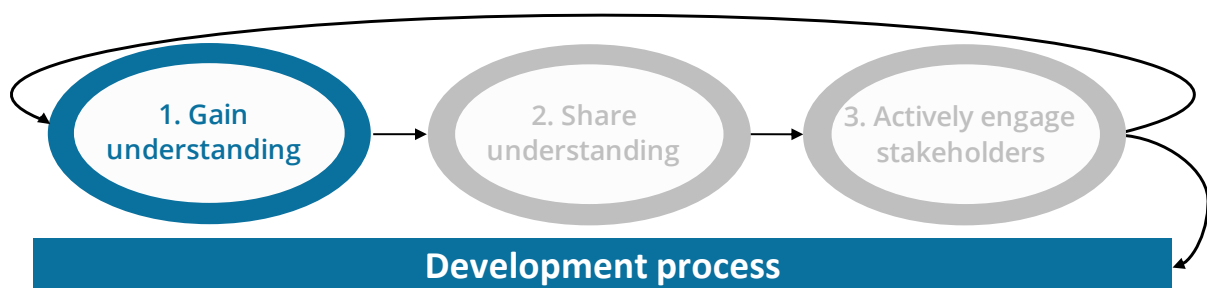 1. Gain
understanding
2. Share
understanding
3. Actively engage
stakeholders
Development process